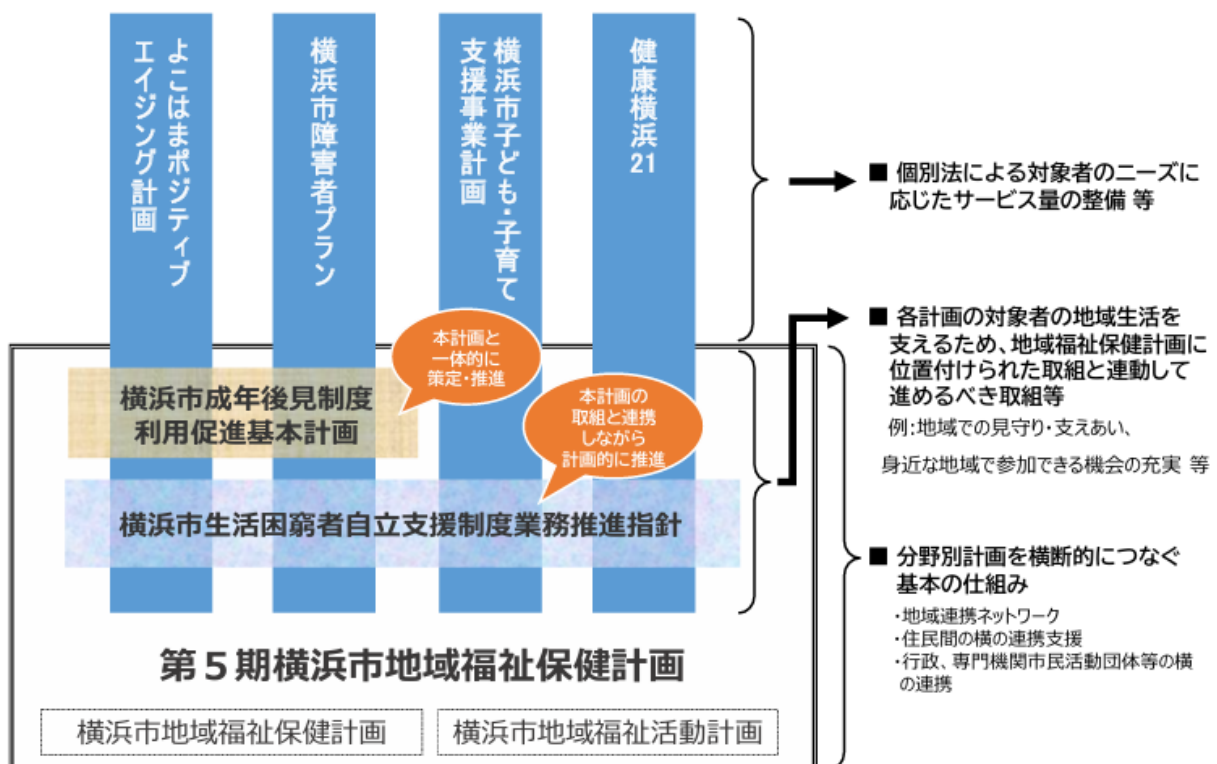 よこはまポジティブ
エイジング計画
横浜市障害者プラン
横浜市子ども・子育て
支援事業計画
健康横浜21
■ 個別法による対象者のニーズに
応じたサービス量の整備 等
■ 各計画の対象者の地域生活を
支えるため、地域福祉保健計画に
位置付けられた取組と連動して
進めるべき取組等
例:地域での見守り・支えあい、
身近な地域で参加できる機会の充実 等
本計画と
一体的に
策定・推進
本計画の
取組と連携
しながら
計画的に推進
横浜市成年後見制度
利用促進基本計画
横浜市生活困窮者自立支援制度業務推進指針
■ 分野別計画を横断的につなぐ
基本の仕組み
・地域連携ネットワーク
・住民間の横の連携支援
・行政、専門機関市民活動団体等の横
の連携
第5期横浜市地域福祉保健計画
横浜市地域福祉保健計画
横浜市地域福祉活動計画